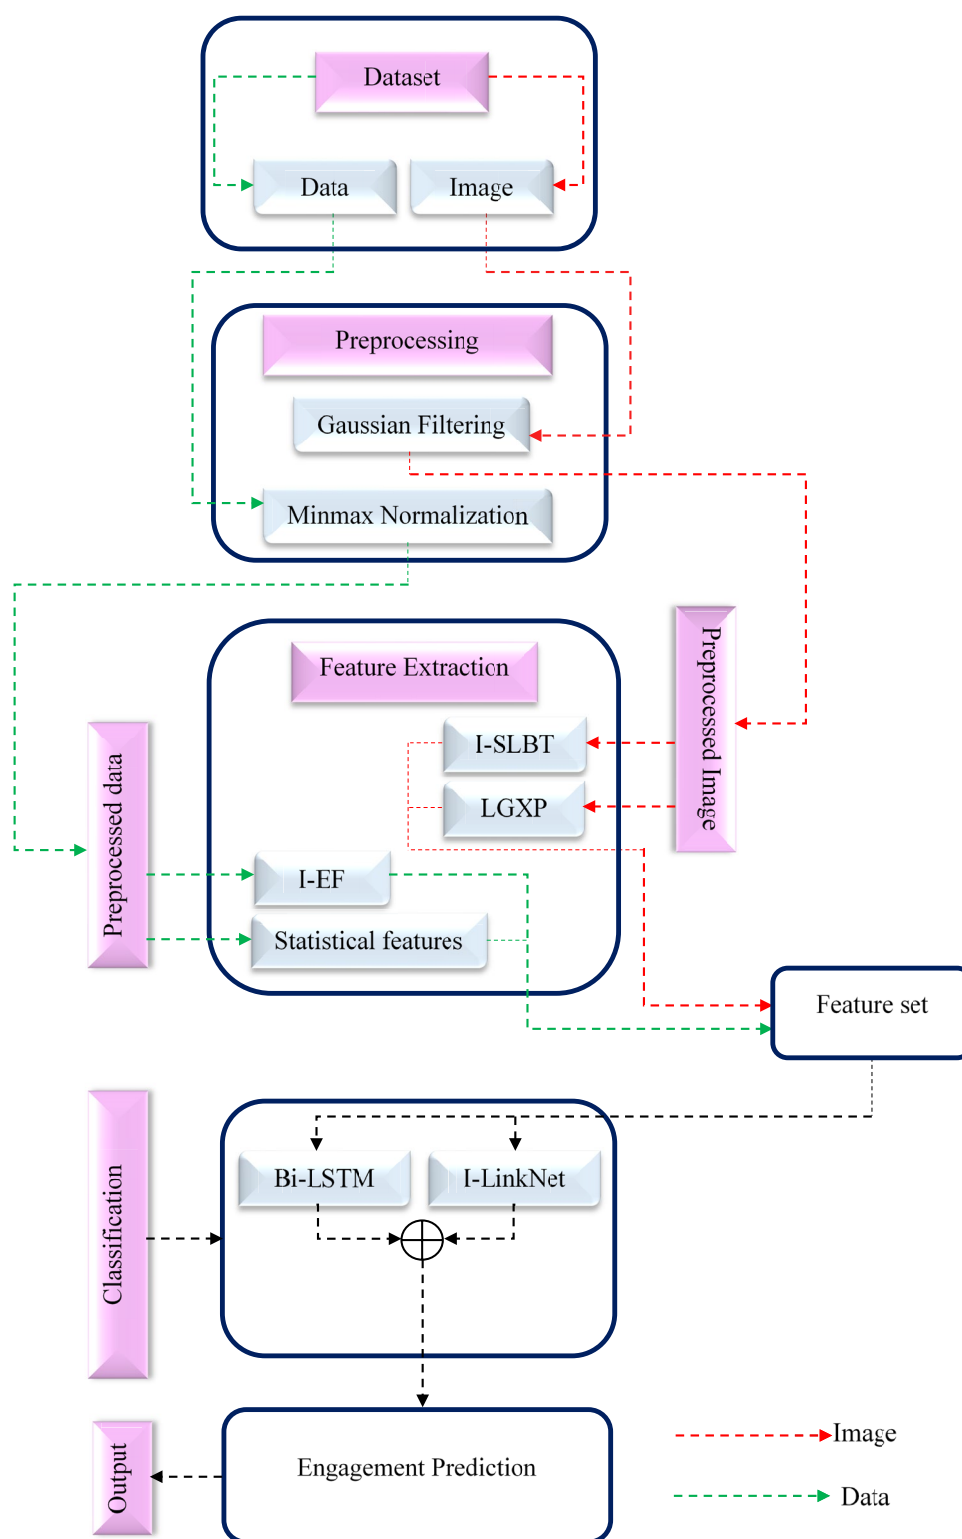 Dataset
Data
Image
Preprocessing
Gaussian Filtering
Minmax Normalization
Feature Extraction
Preprocessed Image
I-SLBT
LGXP
Preprocessed data
I-EF
Statistical features
Feature set
Classification
Bi-LSTM
I-LinkNet
Engagement Prediction
Output
Image
Data